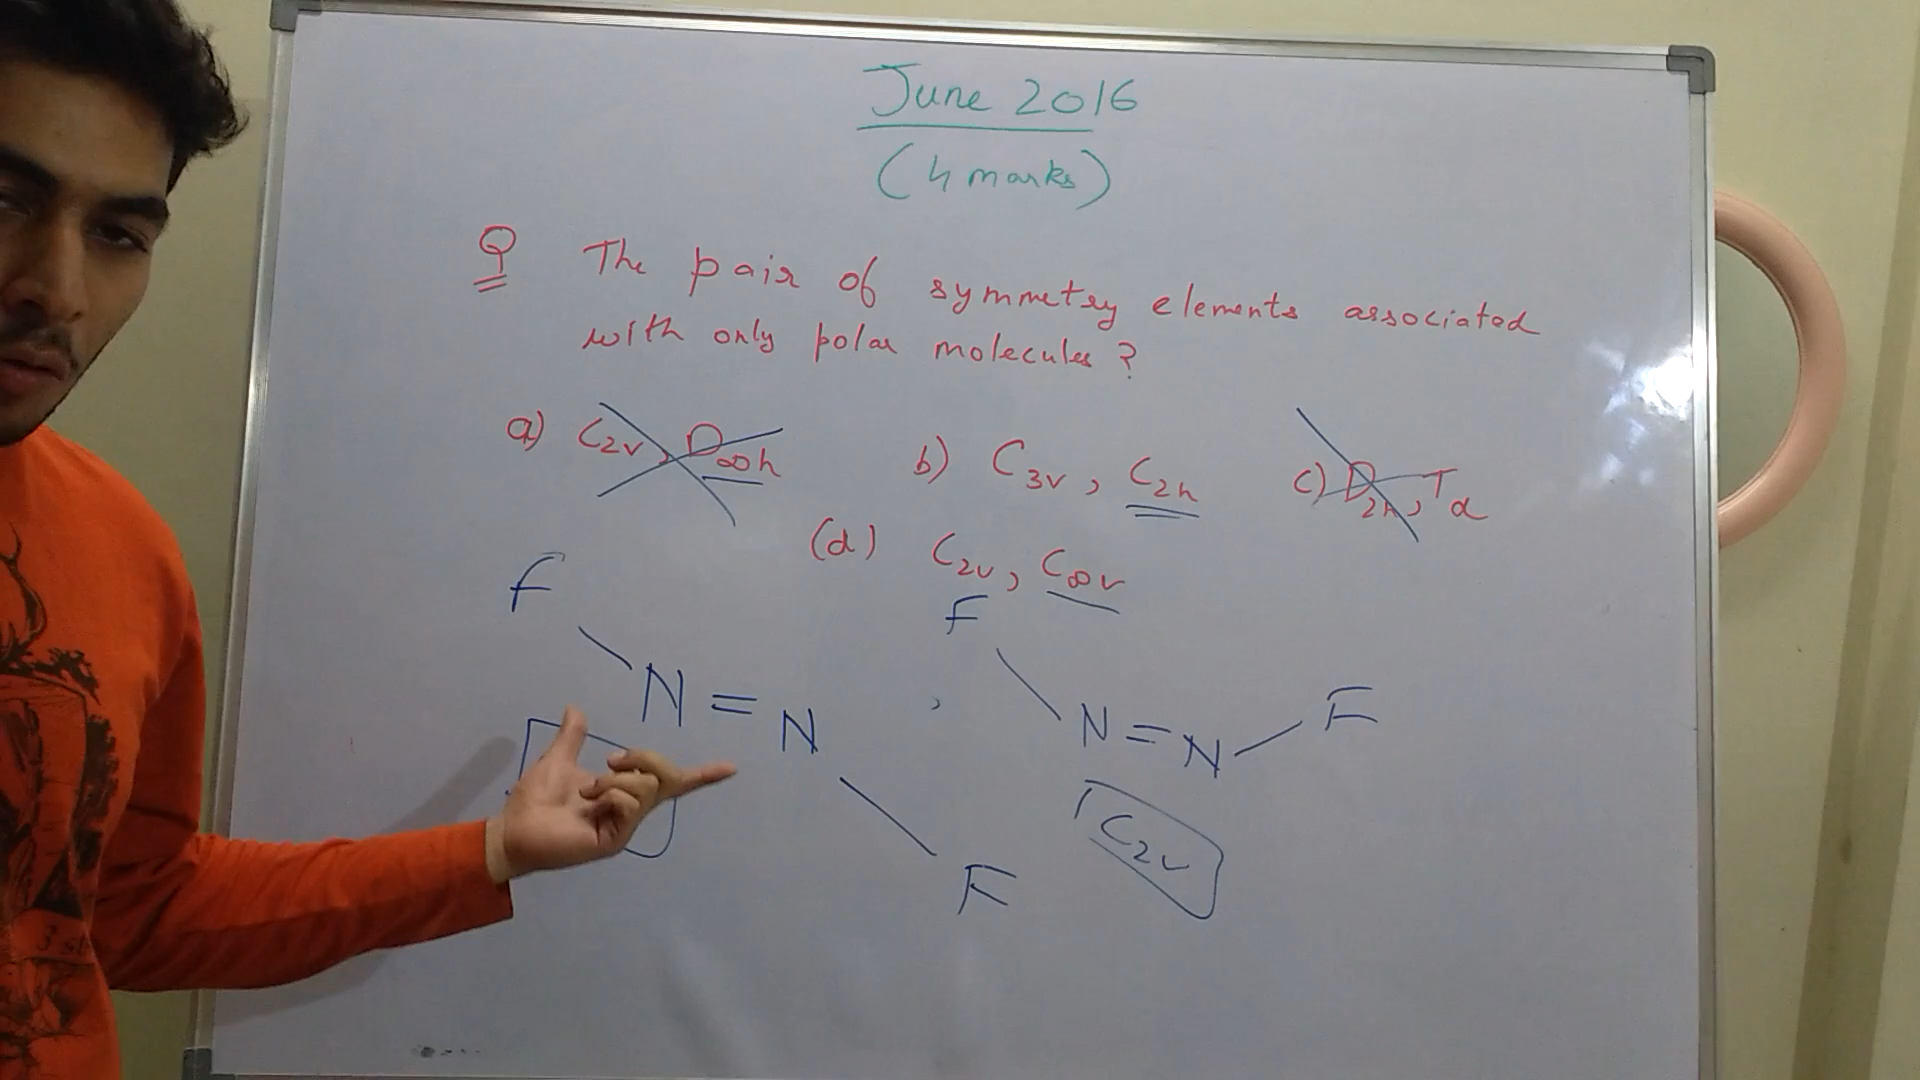 June 2016
(4 marks)
Q The pair of symmetry elements associated
with only polar molecules ?
a) C2v, D∞h b) C3v, C2h c) D2h, Td
(d) C2v, C∞v
F F
N = N , N = N F
F C2v